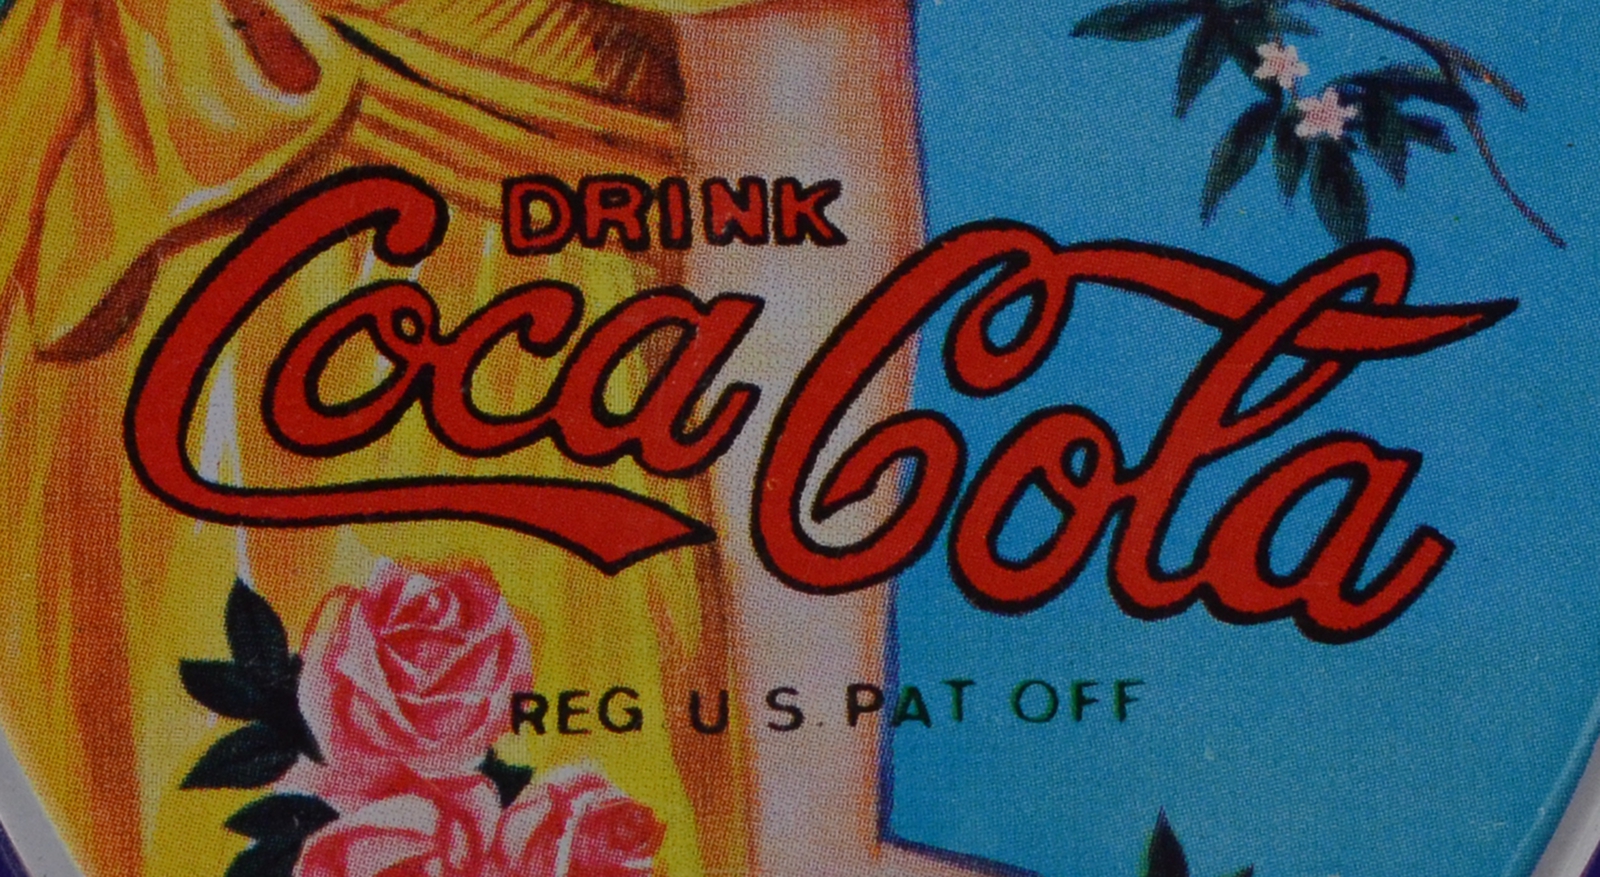 DRINK
Coca Cola
REG U.S. PAT OFF